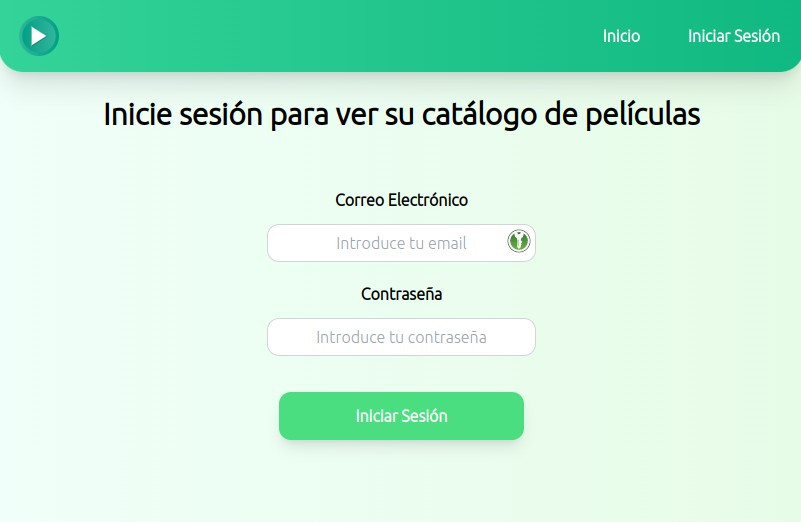 Inicio
Iniciar Sesión
Inicie sesión para ver su catálogo de películas
Correo Electrónico
Introduce tu email
Contraseña
Introduce tu contraseña
Iniciar Sesión